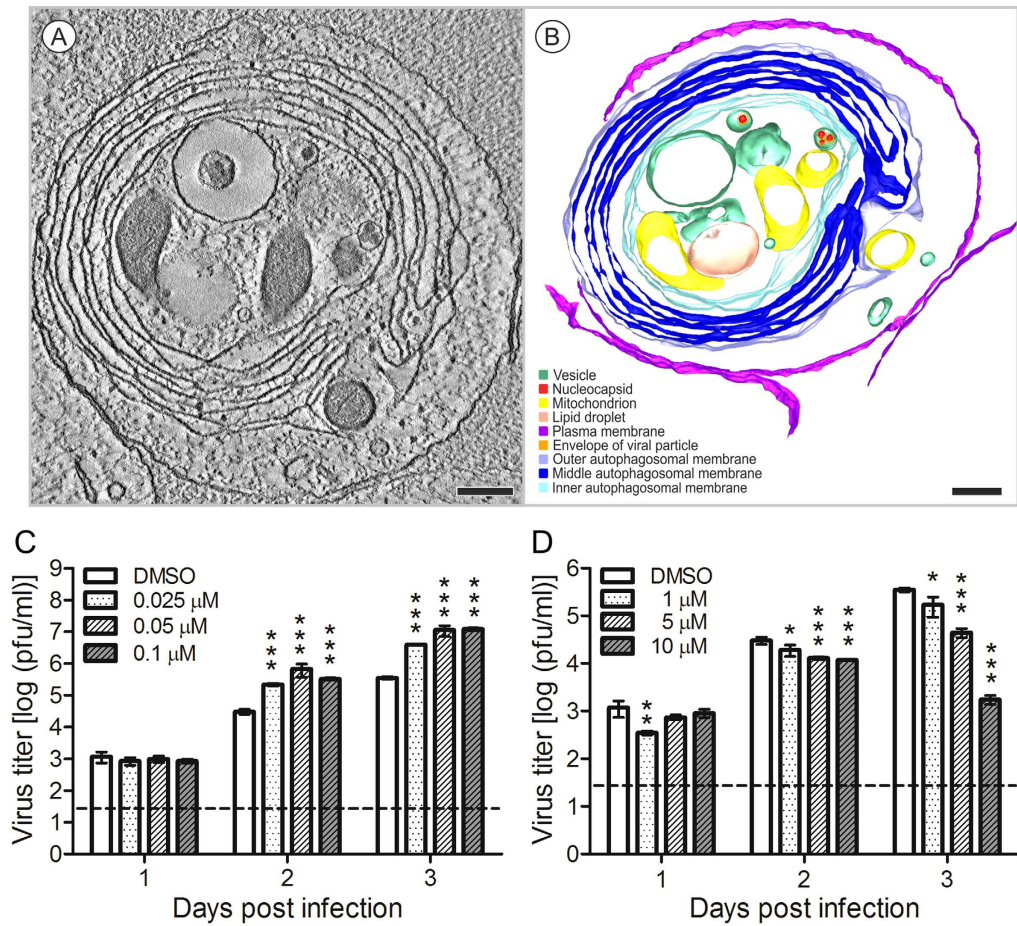 A
B
Vesicle
Nucleocapsid
Mitochondrion
Lipid droplet
Plasma membrane
Envelope of viral particle
Outer autophagosomal membrane
Middle autophagosomal membrane
Inner autophagosomal membrane
C
Virus titer [log (pfu/ml)]
9
8
7
6
5
4
3
2
1
0
DMSO
0.025 µM
0.05 µM
0.1 µM
***
***
***
***
***
***
1
2
3
Days post infection
D
Virus titer [log (pfu/ml)]
6
5
4
3
2
1
0
DMSO
1 µM
5 µM
10 µM
**
*
***
***
*
***
***
1
2
3
Days post infection